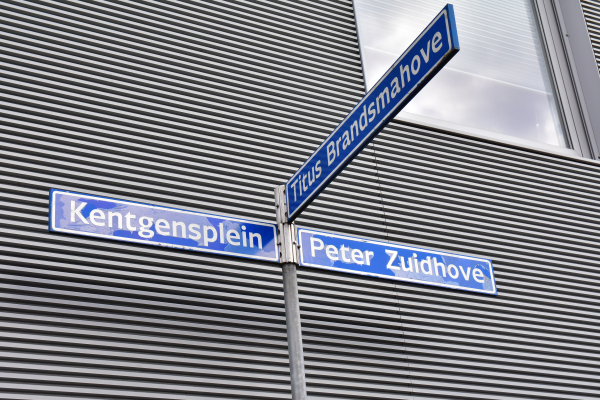 Titus Brandsmahove
Kentgensplein
Peter Zuidhove